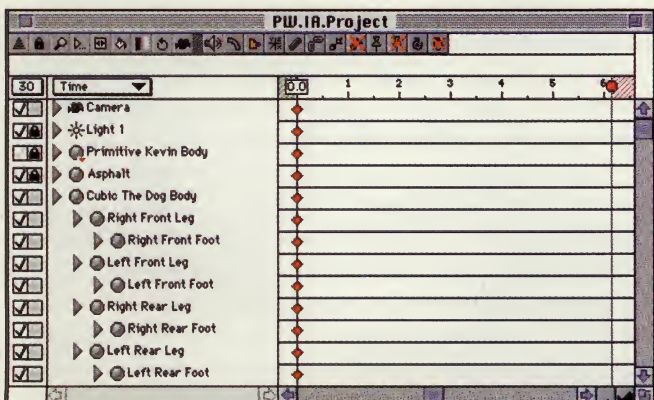 PW.IA.Project
30 Time 0.0 1 2 3 4 5 6
Camera
Light 1
Primitive Kevin Body
Asphalt
Cubic The Dog Body
Right Front Leg
Right Front Foot
Left Front Leg
Left Front Foot
Right Rear Leg
Right Rear Foot
Left Rear Leg
Left Rear Foot